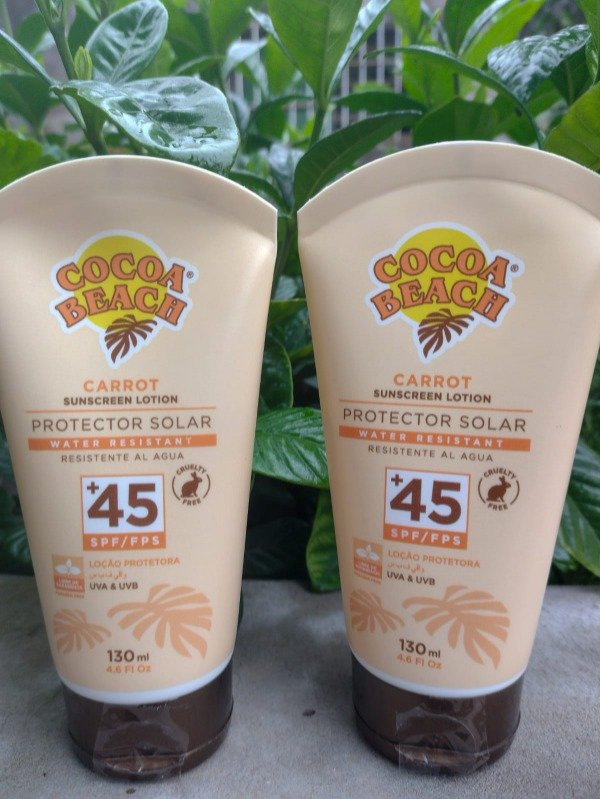 COCOA®
BEACH
CARROT
SUNSCREEN LOTION
PROTECTOR SOLAR
WATER RESISTANT
RESISTENTE AL AGUA
+45
SPF/FPS
CRUELTY
FREE
LOÇÃO PROTETORA
UVA & UVB
130 ml
4.6 Fl Oz
COCOA®
BEACH
CARROT
SUNSCREEN LOTION
PROTECTOR SOLAR
WATER RESISTANT
RESISTENTE AL AGUA
+45
SPF/FPS
CRUELTY
FREE
LOÇÃO PROTETORA
UVA & UVB
130 ml
4.6 Fl Oz